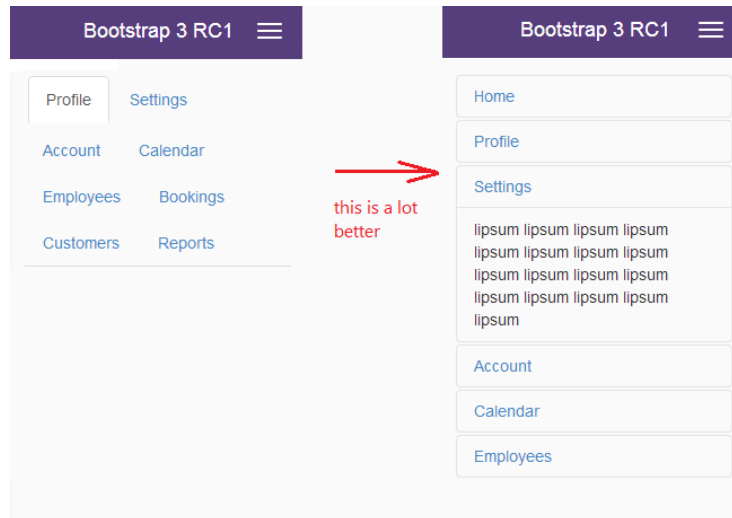 Bootstrap 3 RC1
Profile Settings
Account Calendar
Employees Bookings
Customers Reports
this is a lot
better
Bootstrap 3 RC1
Home
Profile
Settings
lipsum lipsum lipsum lipsum
lipsum lipsum lipsum lipsum
lipsum lipsum lipsum lipsum
lipsum lipsum lipsum lipsum
lipsum
Account
Calendar
Employees